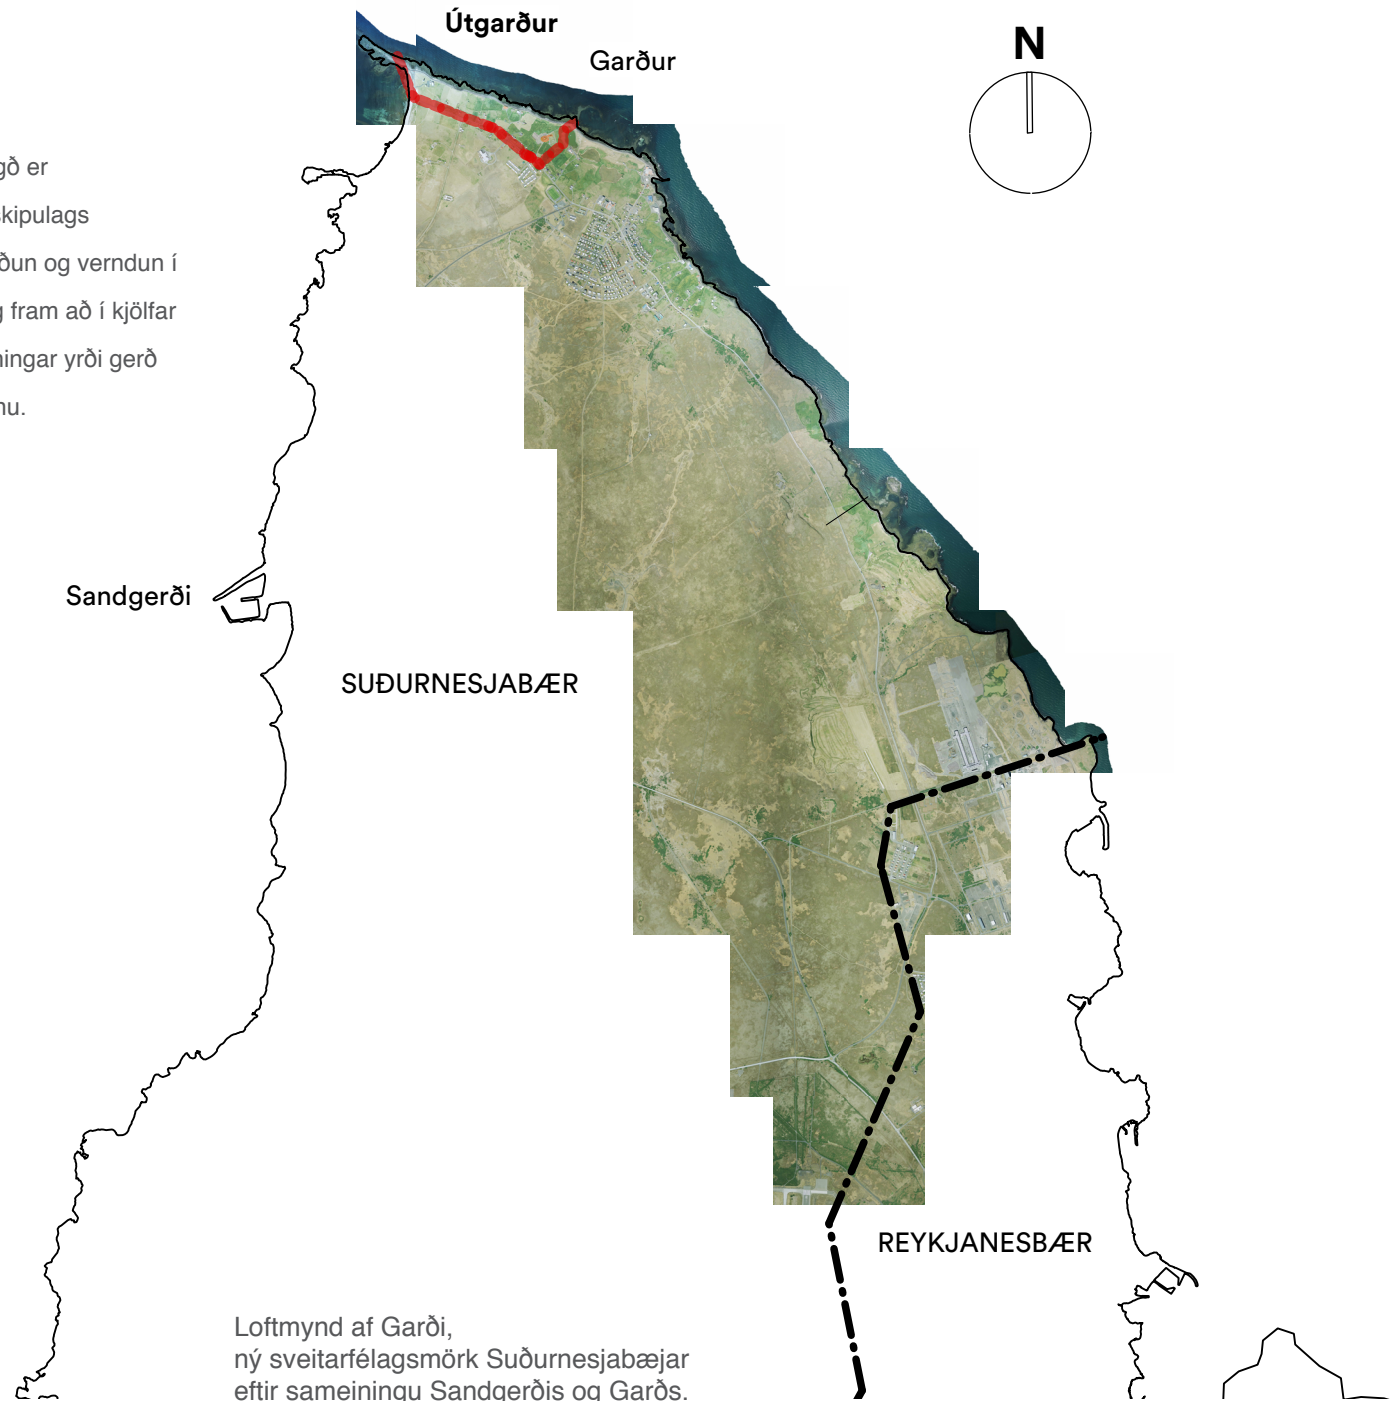 Útgarður
Garður
N
gð er
skipulags
ðun og verndun í
g fram að í kjölfar
ningar yrði gerð
nu.
Sandgerði
SUÐURNESJABÆR
REYKJANESBÆR
Loftmynd af Garði,
ný sveitarfélagsmörk Suðurnesjabæjar
eftir sameiningu Sandgerðis og Garðs.